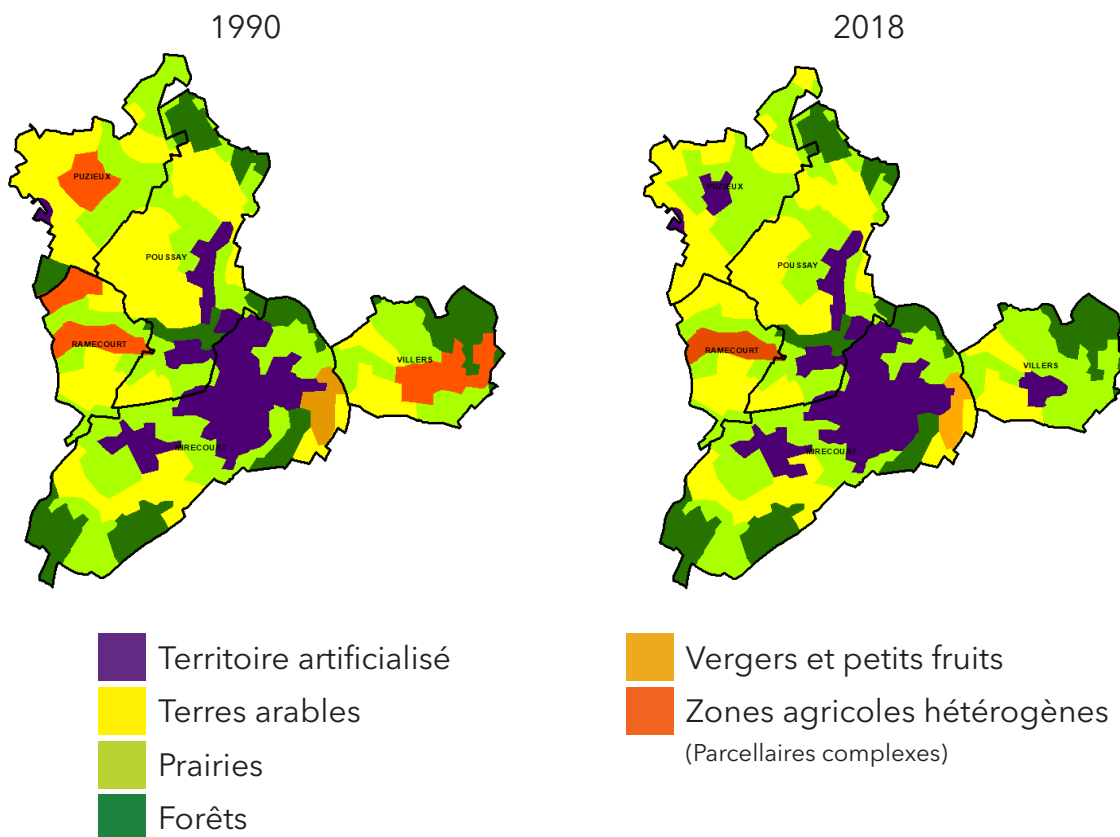 1990
2018
PUZIEUX
POUSSAY
RAMECOURT
VILLERS
MIRECOURT
PUZIEUX
POUSSAY
RAMECOURT
VILLERS
MIRECOURT
Territoire artificialisé
Terres arables
Prairies
Forêts
Vergers et petits fruits
Zones agricoles hétérogènes
(Parcellaires complexes)